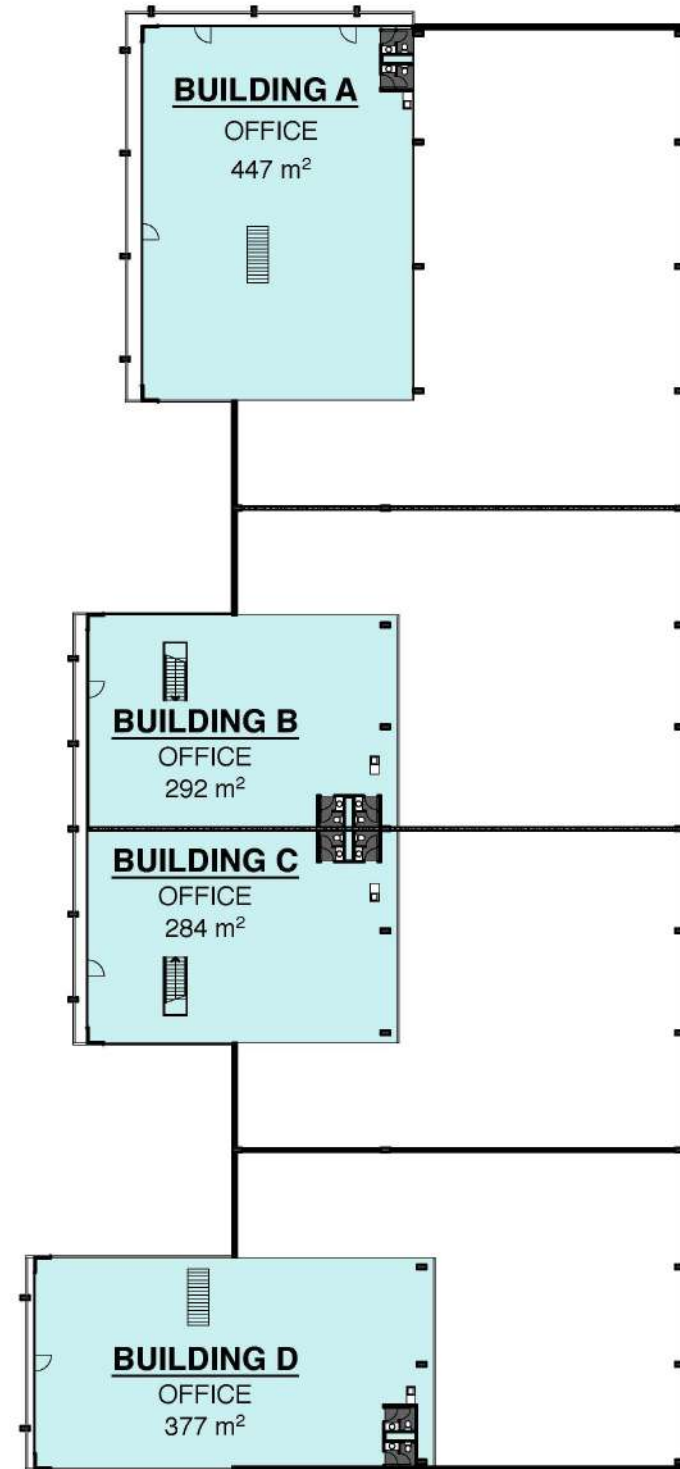 BUILDING A
OFFICE
447 m²
BUILDING B
OFFICE
292 m²
BUILDING C
OFFICE
284 m²
BUILDING D
OFFICE
377 m²